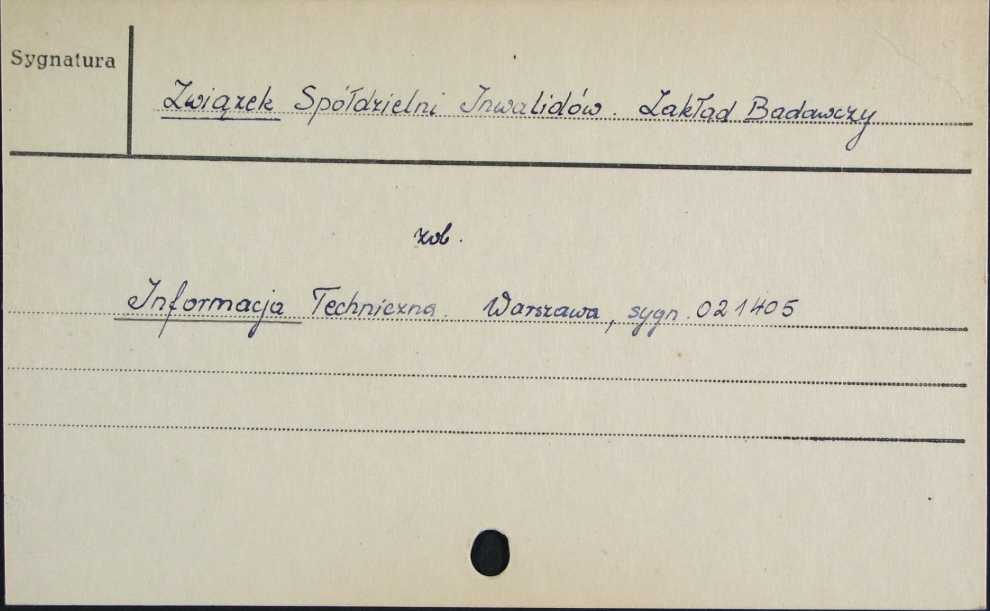 Sygnatura
Związek Spółdzielni Inwalidów. Zakład Badawczy
zob.
Informacja Techniczna. Warszawa, sygn. 021405